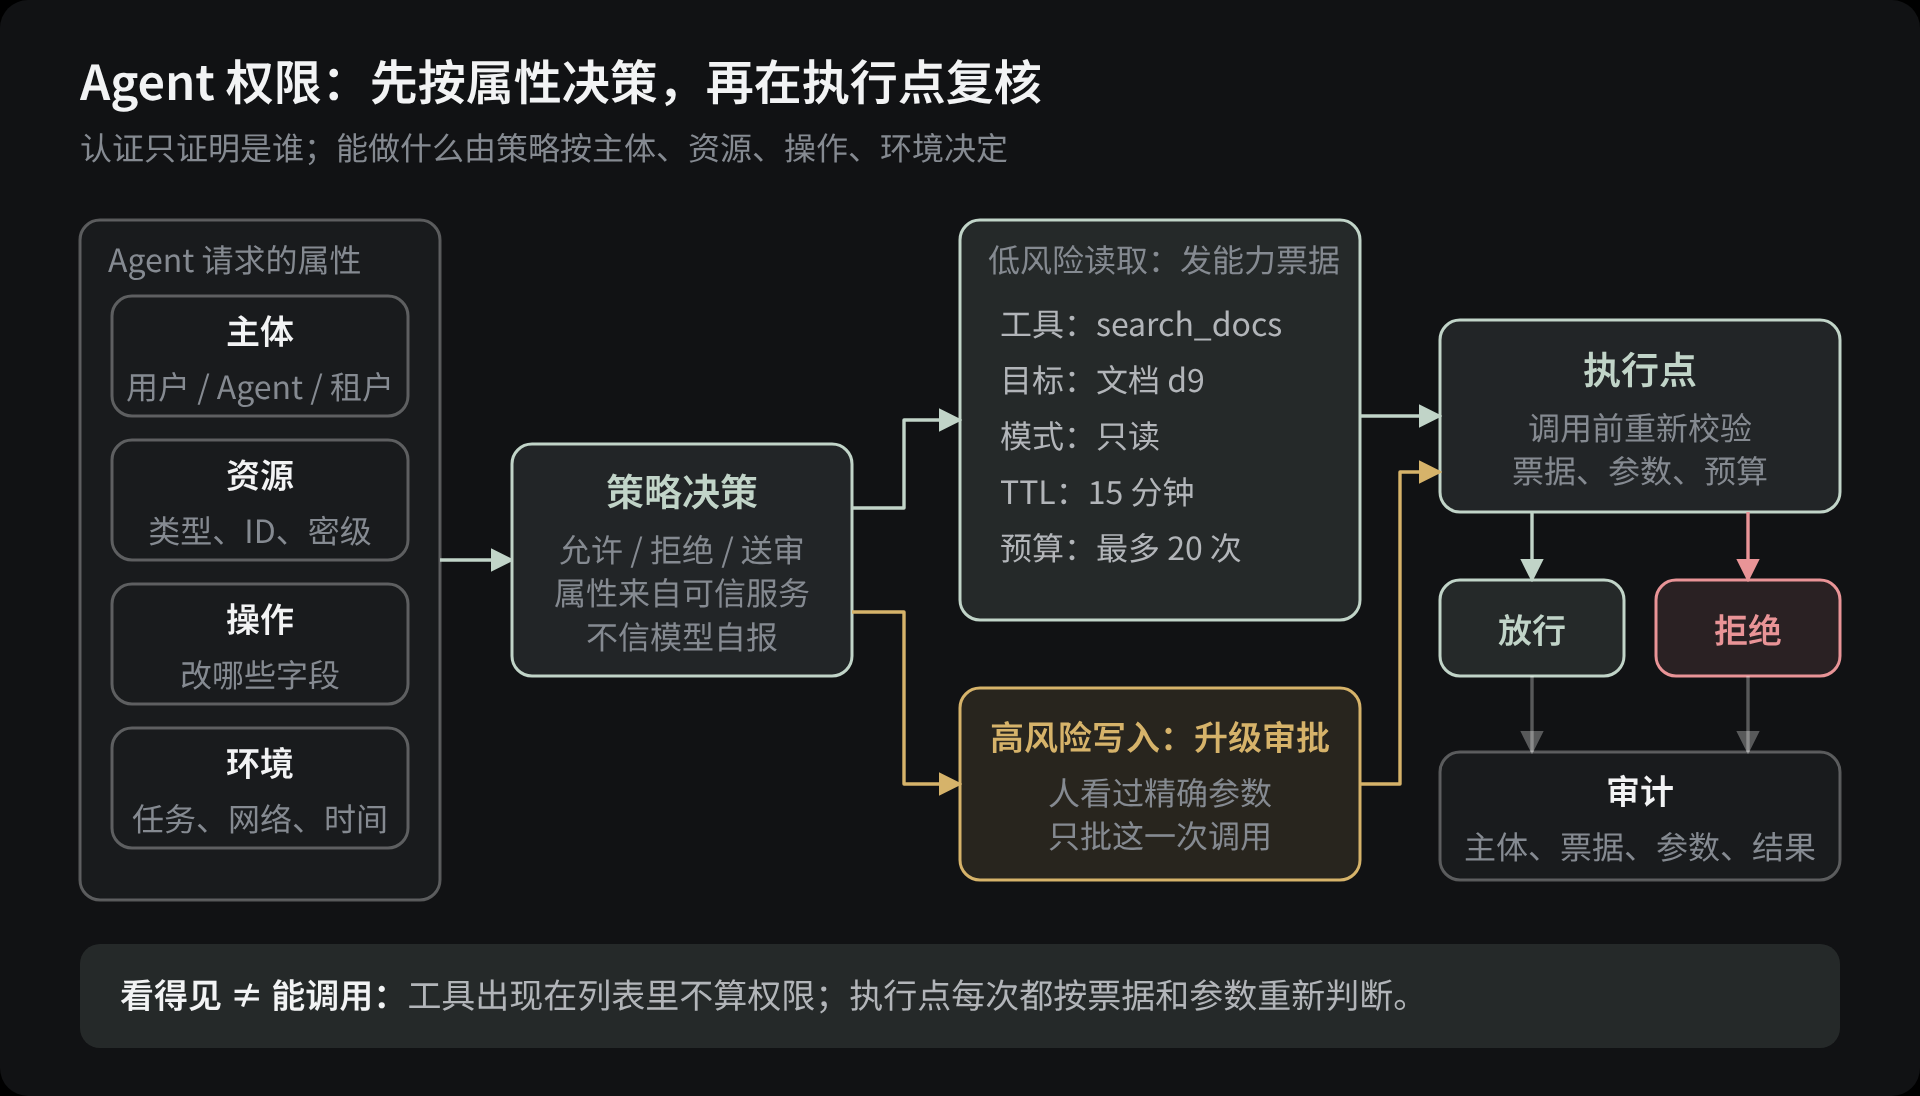 Agent 权限：先按属性决策，再在执行点复核
认证只证明是谁；能做什么由策略按主体、资源、操作、环境决定
Agent 请求的属性
主体
用户 / Agent / 租户
资源
类型、ID、密级
操作
改哪些字段
环境
任务、网络、时间
策略决策
允许 / 拒绝 / 送审
属性来自可信服务
不信模型自报
低风险读取：发能力票据
工具：search_docs
目标：文档 d9
模式：只读
TTL：15 分钟
预算：最多 20 次
高风险写入：升级审批
人看过精确参数
只批这一次调用
执行点
调用前重新校验
票据、参数、预算
放行
拒绝
审计
主体、票据、参数、结果
看得见 ≠ 能调用：工具出现在列表里不算权限；执行点每次都按票据和参数重新判断。